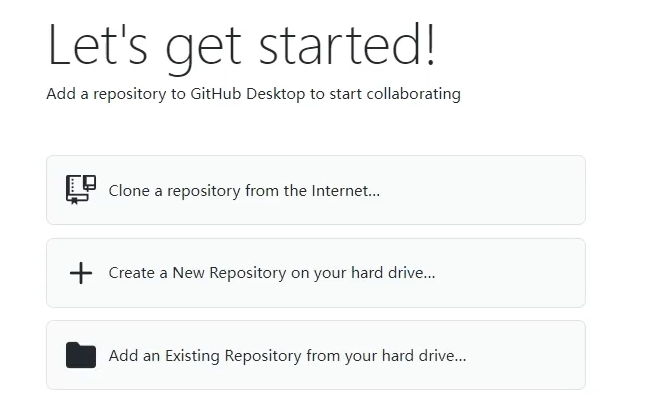 Let's get started!
Add a repository to GitHub Desktop to start collaborating
Clone a repository from the Internet...
Create a New Repository on your hard drive...
Add an Existing Repository from your hard drive...